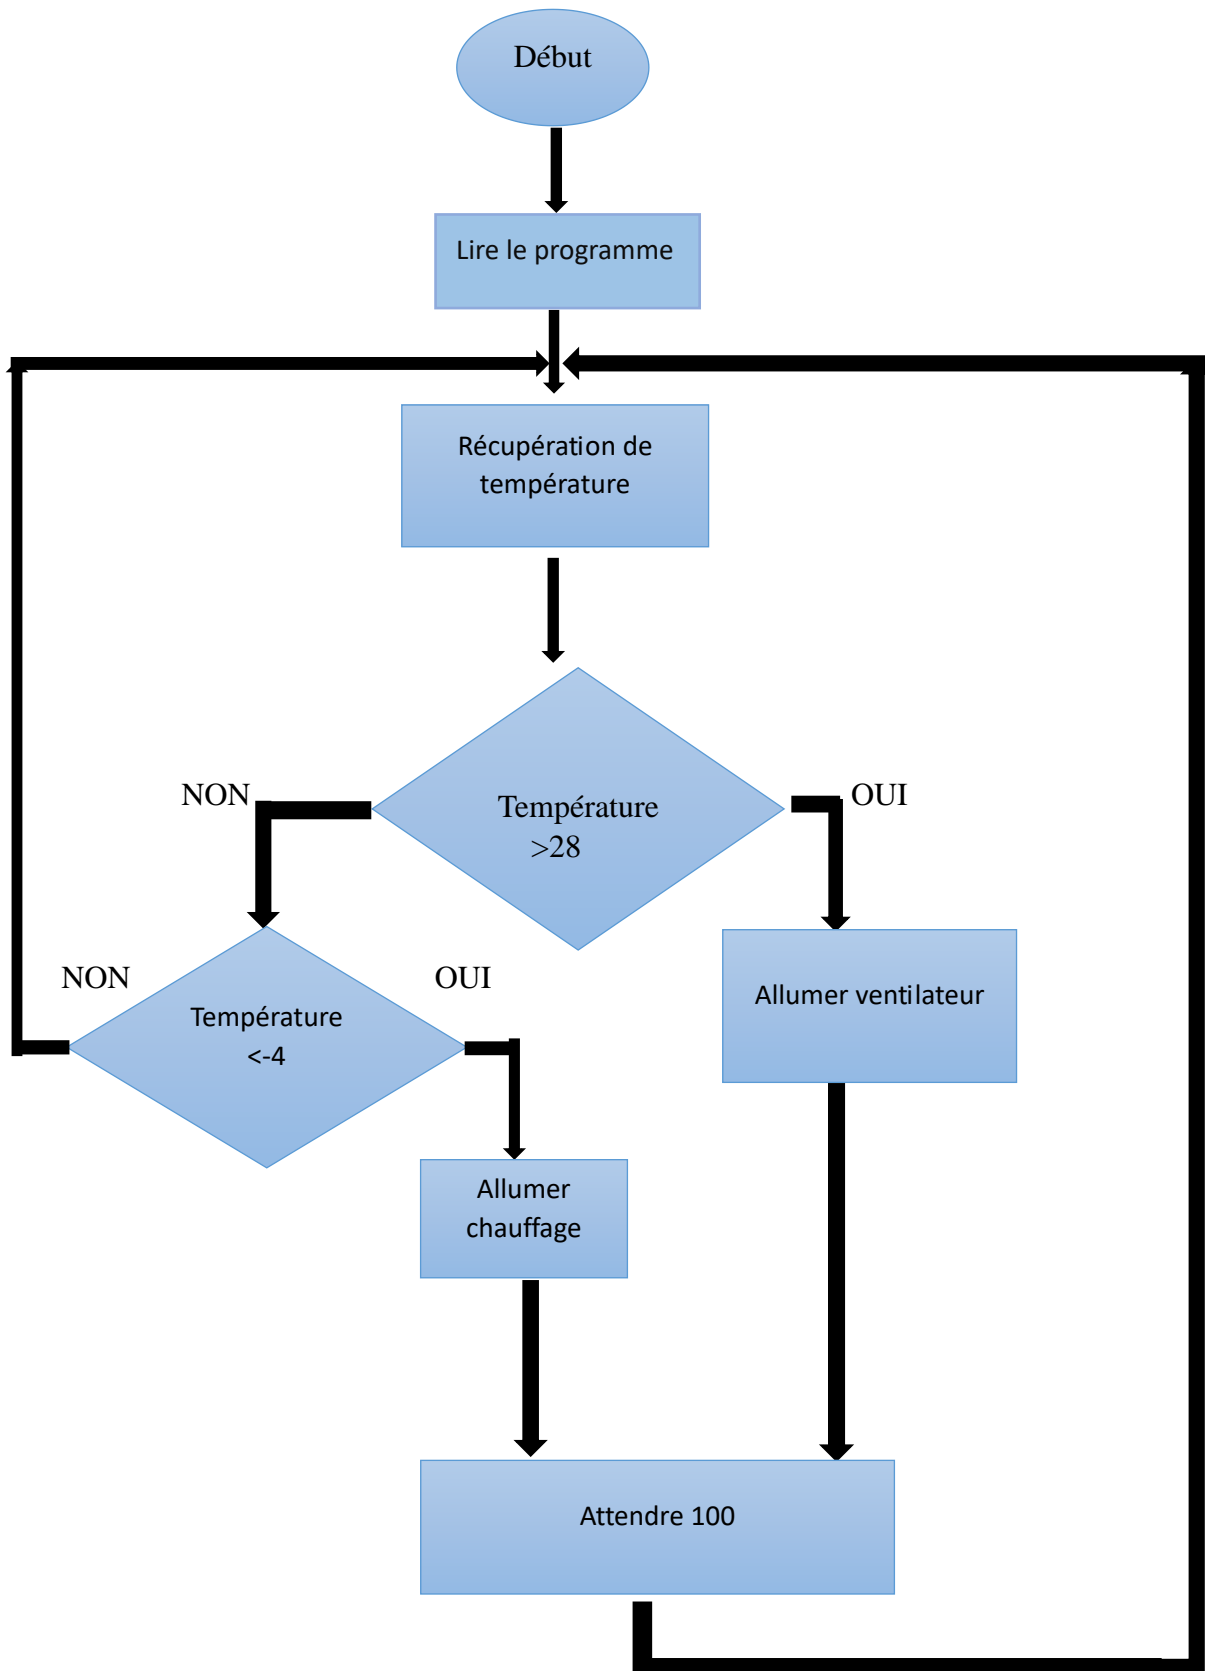 Début
Lire le programme
Récupération de
température
NON
OUI
Température
>28
NON
OUI
Température
<-4
Allumer ventilateur
Allumer
chauffage
Attendre 100